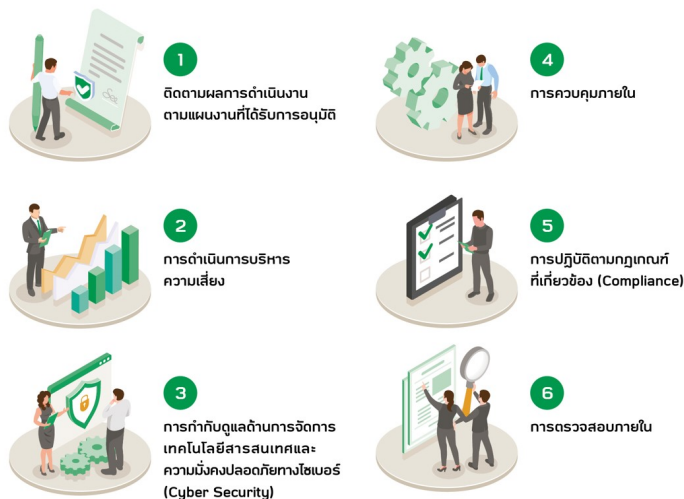 1
ติดตามผลการดำเนินงาน
ตามแผนงานที่ได้รับการอนุมัติ
2
การดำเนินการบริหาร
ความเสี่ยง
3
การกำกับดูแลด้านการจัดการ
เทคโนโลยีสารสนเทศและ
ความมั่งคงปลอดภัยทางไซเบอร์
(Cyber Security)
4
การควบคุมภายใน
5
การปฏิบัติตามกฎเกณฑ์
ที่เกี่ยวข้อง (Compliance)
6
การตรวจสอบภายใน